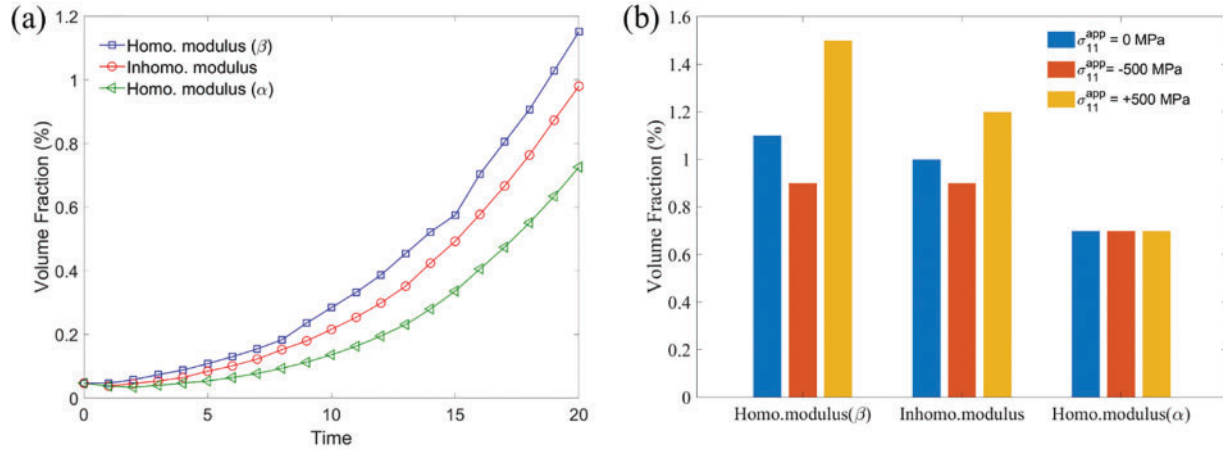 (a)
1.2
1
0.8
0.6
0.4
0.2
0
Volume Fraction (%)
Homo. modulus (β)
Inhomo. modulus
Homo. modulus (α)
0 5 10 15 20
Time
(b)
1.6
1.4
1.2
1
0.8
0.6
0.4
0.2
0
Volume Fraction (%)
σ₁₁ᵃᵖᵖ = 0 MPa
σ₁₁ᵃᵖᵖ = -500 MPa
σ₁₁ᵃᵖᵖ = +500 MPa
Homo.modulus(β) Inhomo.modulus Homo.modulus(α)